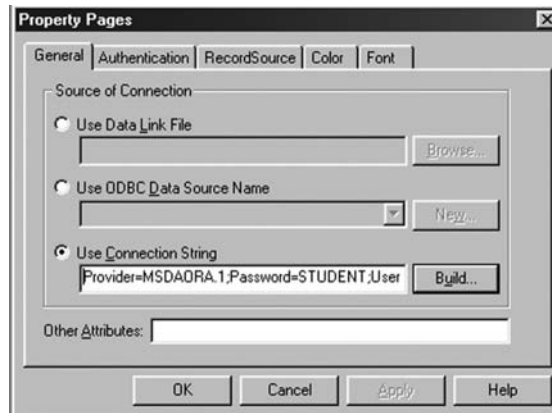 Property Pages
General Authentication RecordSource Color Font
Source of Connection
Use Data Link File
Browse...
Use ODBC Data Source Name
New...
Use Connection String
Provider=MSDAORA.1;Password=STUDENT;User
Build...
Other Attributes:
OK Cancel Apply Help